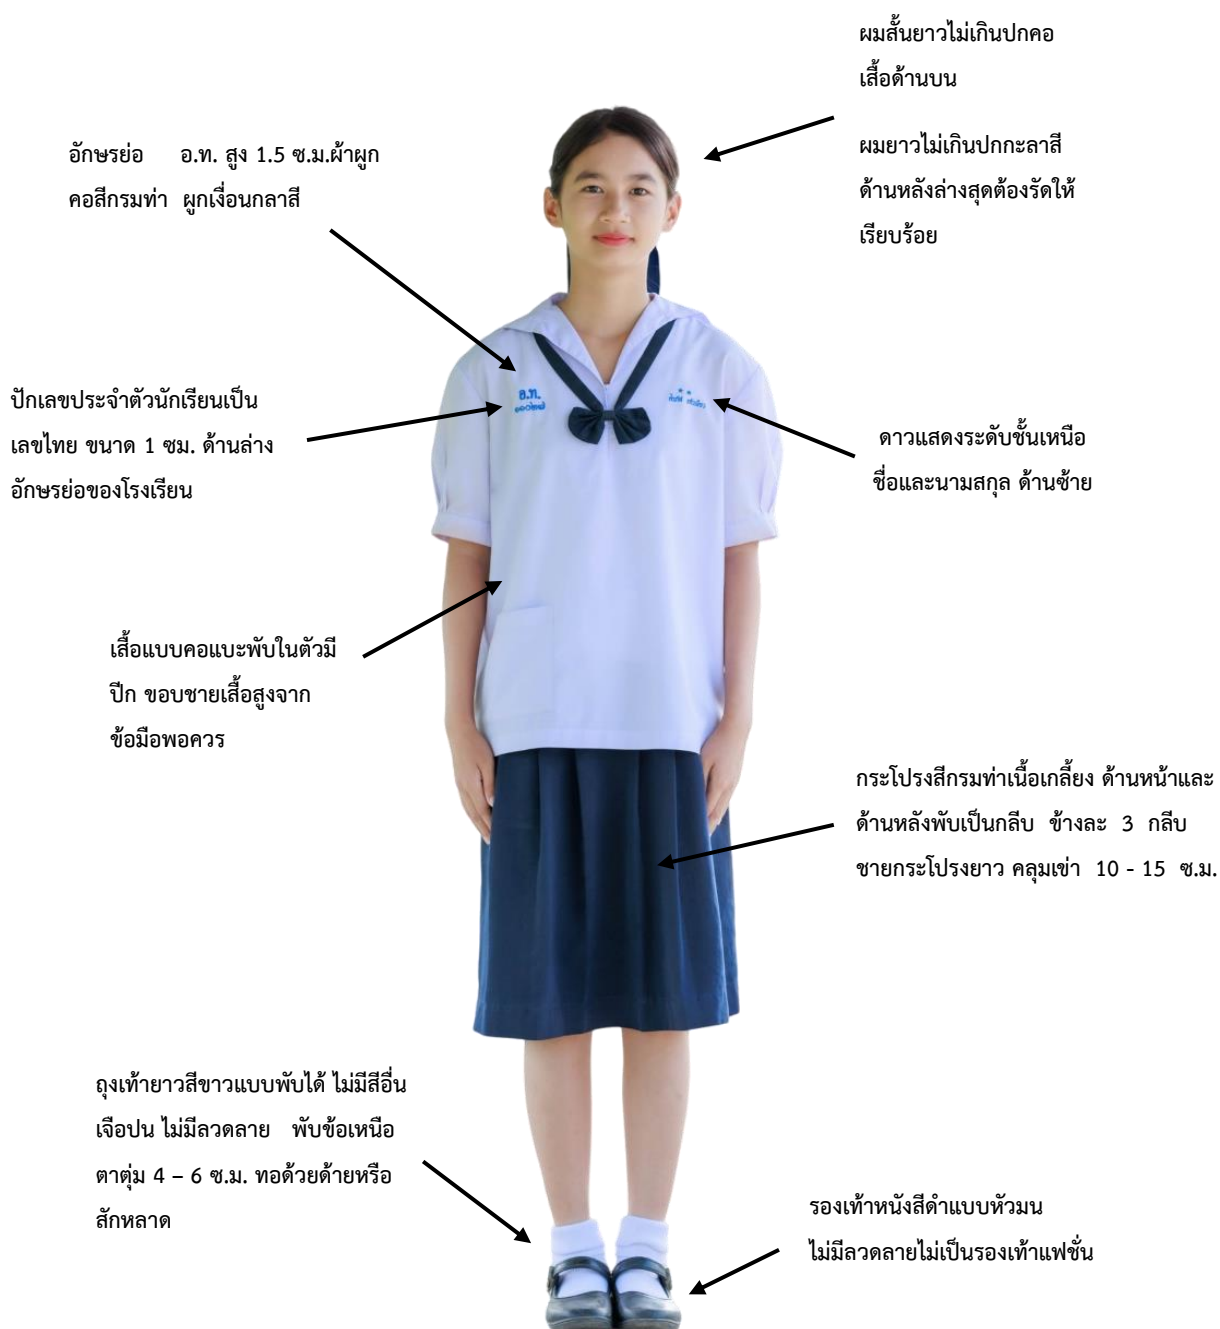 ผมสั้นยาวไม่เกินปกคอ
เสื้อด้านบน
ผมยาวไม่เกินปกกะลาสี
ด้านหลังล่างสุดต้องรัดให้
เรียบร้อย
อักษรย่อ อ.ท. สูง 1.5 ซ.ม.ผ้าผูก
คอสีกรมท่า ผูกเงื่อนกลาสี
อ.ท.
ปักเลขประจำตัวนักเรียนเป็น
เลขไทย ขนาด 1 ซม. ด้านล่าง
อักษรย่อของโรงเรียน
ดาวแสดงระดับชั้นเหนือ
ชื่อและนามสกุล ด้านซ้าย
เสื้อแบบคอแบะพับในตัวมี
ปีก ขอบชายเสื้อสูงจาก
ข้อมือพอควร
กระโปรงสีกรมท่าเนื้อเกลี้ยง ด้านหน้าและ
ด้านหลังพับเป็นกลีบ ข้างละ 3 กลีบ
ชายกระโปรงยาว คลุมเข่า 10 - 15 ซ.ม.
ถุงเท้ายาวสีขาวแบบพับได้ ไม่มีสีอื่น
เจือปน ไม่มีลวดลาย พับข้อเหนือ
ตาตุ่ม 4 – 6 ซ.ม. ทอด้วยด้ายหรือ
สักหลาด
รองเท้าหนังสีดำแบบหัวมน
ไม่มีลวดลายไม่เป็นรองเท้าแฟชั่น